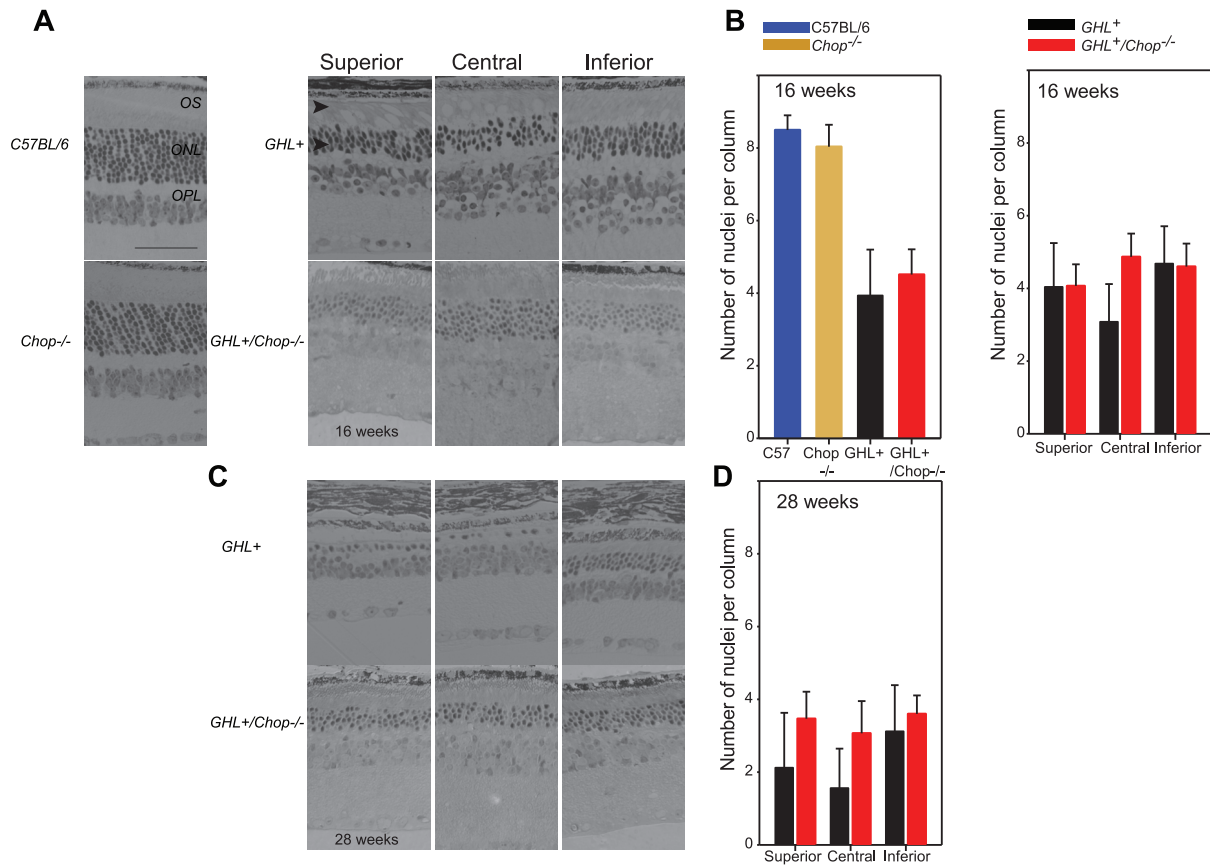 A
Superior Central Inferior
C57BL/6
OS
ONL
OPL
GHL+
Chop-/-
GHL+/Chop-/-
16 weeks
B
C57BL/6
Chop-/-
16 weeks
Number of nuclei per column
8
6
4
2
0
C57 Chop -/- GHL+ GHL+ /Chop-/-
GHL+
GHL+/Chop-/-
16 weeks
Number of nuclei per column
8
6
4
2
0
Superior Central Inferior
C
GHL+
GHL+/Chop-/-
28 weeks
D
28 weeks
Number of nuclei per column
8
6
4
2
0
Superior Central Inferior